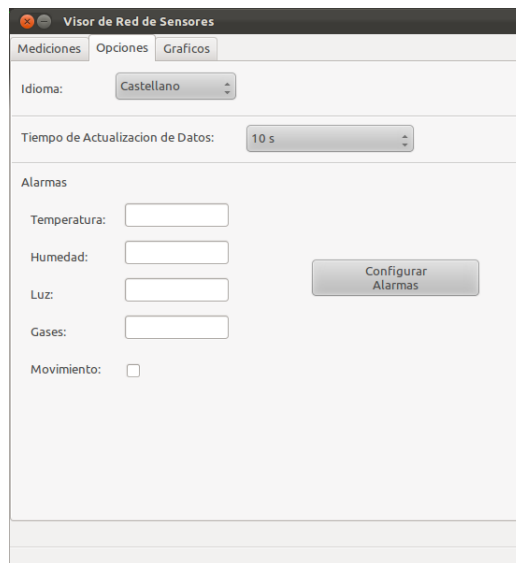 Visor de Red de Sensores
Mediciones Opciones Graficos
Idioma: Castellano
Tiempo de Actualizacion de Datos: 10 s
Alarmas
Temperatura:
Humedad:
Configurar
Alarmas
Luz:
Gases:
Movimiento: